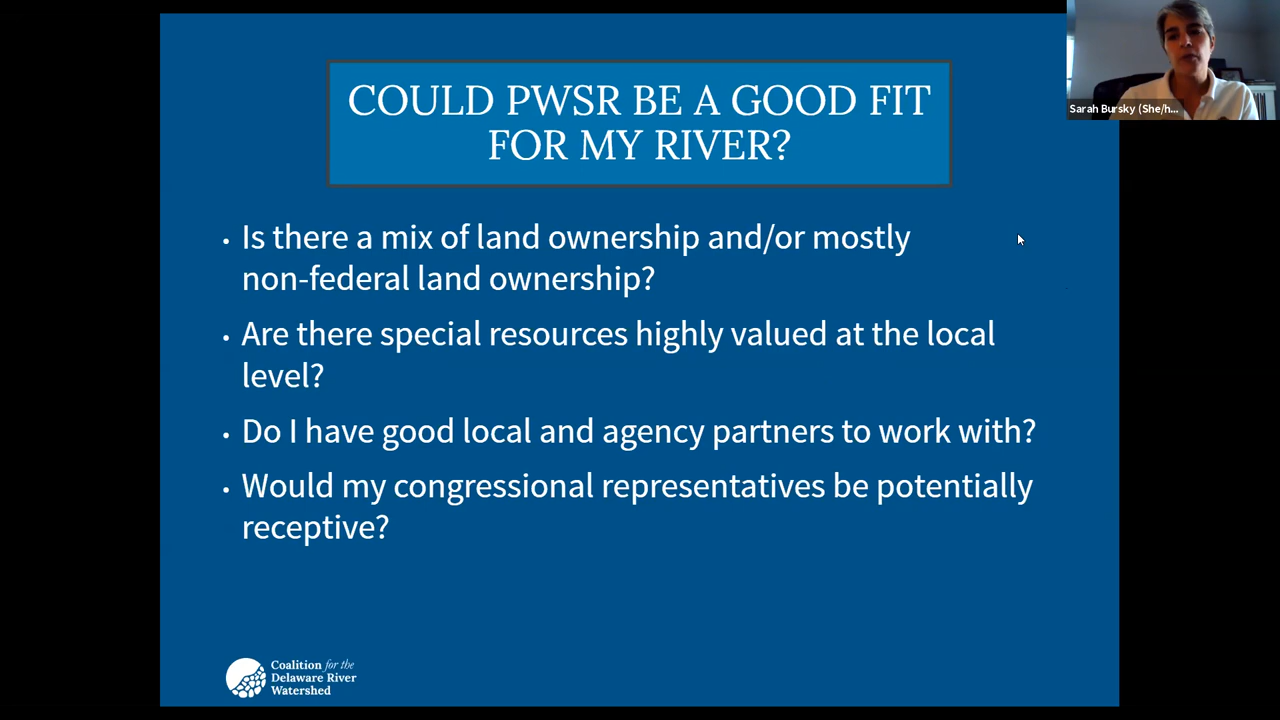 COULD PWSR BE A GOOD FIT
FOR MY RIVER?
Sarah Bursky (She/h...
• Is there a mix of land ownership and/or mostly
non-federal land ownership?
• Are there special resources highly valued at the local
level?
• Do I have good local and agency partners to work with?
• Would my congressional representatives be potentially
receptive?
Coalition for the
Delaware River
Watershed